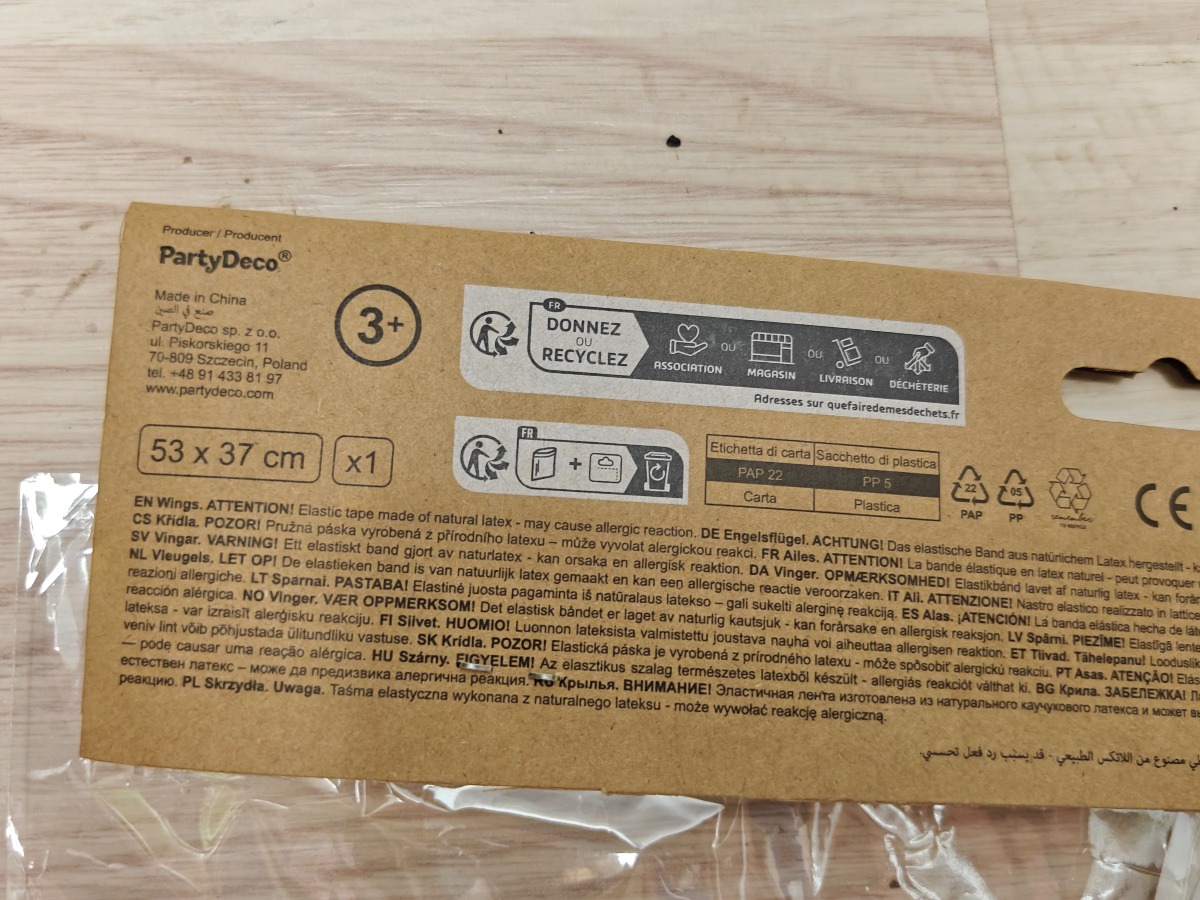 Producer / Producent
PartyDeco®
Made in China
صنع في الصين
PartyDeco sp. z o.o.
ul. Piskorskiego 11
70-809 Szczecin, Poland
tel. +48 91 433 81 97
www.partydeco.com
3+
FR
DONNEZ
OU
RECYCLEZ
ASSOCIATION
OU
MAGASIN
OU
LIVRAISON
OU
DÉCHÈTERIE
Adresses sur quefairedemesdechets.fr
53 x 37 cm
x1
FR
+
Etichetta di carta Sacchetto di plastica
PAP 22 PP 5
Carta Plastica
22
PAP
05
PP
remember
TO RECYCLE
CE
EN Wings. ATTENTION! Elastic tape made of natural latex - may cause allergic reaction. DE Engelsflügel. ACHTUNG! Das elastische Band aus natürlichem Latex hergestellt - k
CS Křídla. POZOR! Pružná páska vyrobená z přírodního latexu – může vyvolat alergickou reakci. FR Ailes. ATTENTION! La bande élastique en latex naturel - peut provoquer
SV Vingar. VARNING! Ett elastiskt band gjort av naturlatex - kan orsaka en allergisk reaktion. DA Vinger. OPMÆRKSOMHED! Elastikbånd lavet af naturlig latex - kan forår
NL Vleugels. LET OP! De elastieken band is van natuurlijk latex gemaakt en kan een allergische reactie veroorzaken. IT Ali. ATTENZIONE! Nastro elastico realizzato in lattice
reazioni allergiche. LT Sparnai. PASTABA! Elastinė juosta pagaminta iš natūralaus latekso – gali sukelti alerginę reakciją. ES Alas. ¡ATENCIÓN! La banda elástica hecha de lá
reacción alérgica. NO Vinger. VÆR OPPMERKSOM! Det elastisk båndet er laget av naturlig kautsjuk - kan forårsake en allergisk reaksjon. LV Spārni. PIEZĪME! Elastīgā lente
lateksa - var izraisīt alerģisku reakciju. FI Siivet. HUOMIO! Luonnon lateksista valmistettu joustava nauha voi aiheuttaa allergisen reaktion. ET Tiivad. Tähelepanu! Looduslik
veniv lint võib põhjustada ülitundliku vastuse. SK Krídla. POZOR! Elastická páska je vyrobená z prírodného latexu - môže spôsobiť alergickú reakciu. PT Asas. ATENÇÃO! Elás
— pode causar uma reação alérgica. HU Szárny. FIGYELEM! Az elasztikus szalag természetes latexből készült - allergiás reakciót válthat ki. BG Крила. ЗАБЕЛЕЖКА! Л
естествен латекс – може да предизвика алергична реакция. RU Крылья. ВНИМАНИЕ! Эластичная лента изготовлена из натурального каучукового латекса и может вы
реакцию. PL Skrzydła. Uwaga. Taśma elastyczna wykonana z naturalnego lateksu - może wywołać reakcję alergiczną.
مصنوع من اللاتكس الطبيعي - قد يسبب رد فعل تحسسي.